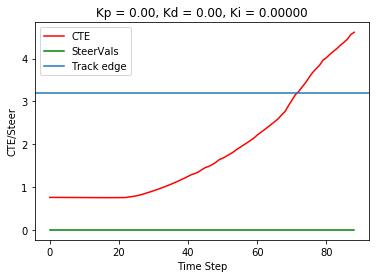 Kp = 0.00, Kd = 0.00, Ki = 0.00000
CTE
SteerVals
Track edge
CTE/Steer
4
3
2
1
0
0 20 40 60 80
Time Step